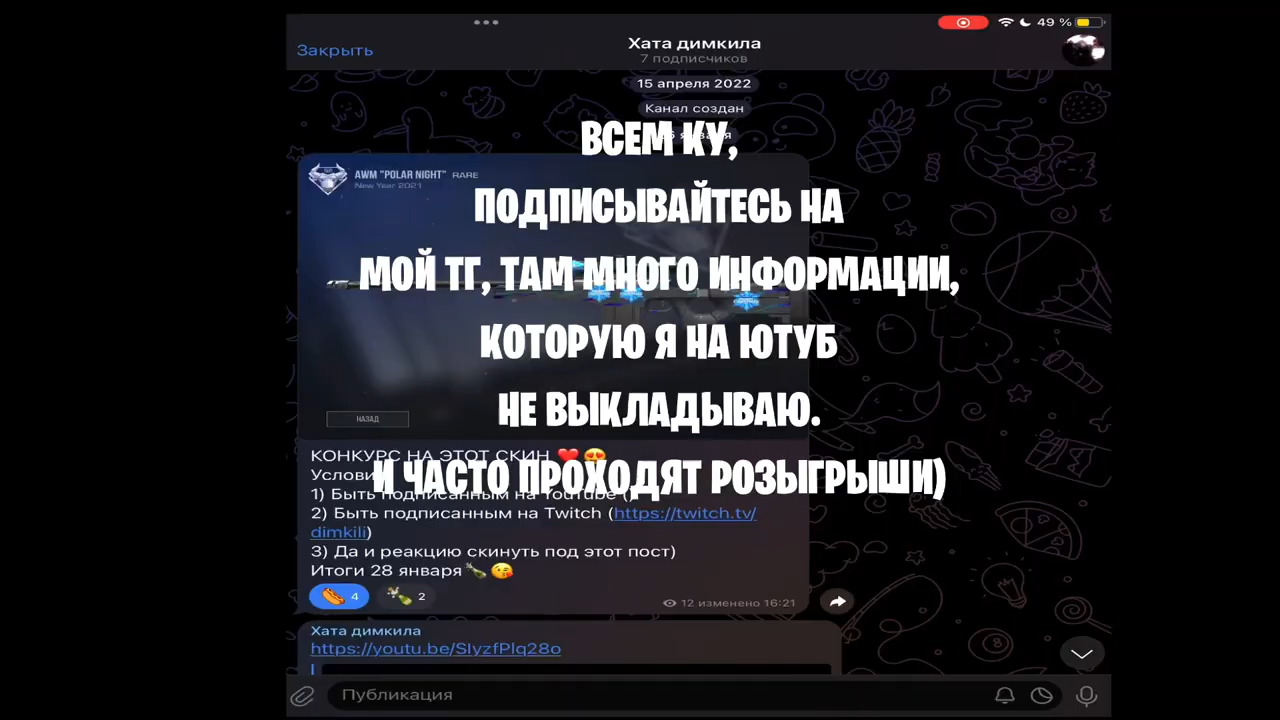 49 %
Закрыть
Хата димкила
7 подписчиков
15 апреля 2022
Канал создан
ВСЕМ КУ,
AWM "POLAR NIGHT" RARE
New Year 2021
ПОДПИСЫВАЙТЕСЬ НА
МОЙ ТГ, ТАМ МНОГО ИНФОРМАЦИИ,
КОТОРУЮ Я НА ЮТУБ
НЕ ВЫКЛАДЫВАЮ.
НАЗАД
КОНКУРС НА ЭТОТ СКИН ❤️😍
И ЧАСТО ПРОХОДЯТ РОЗЫГРЫШИ)
1) Быть подписанным на YouTube (
2) Быть подписанным на Twitch (https://twitch.tv/
dimkili)
3) Да и реакцию скинуть под этот пост)
Итоги 28 января🍾😘
🌭 4 🍾 2
12 изменено 16:21
Хата димкила
https://youtu.be/SIyzfPlq28o
Публикация